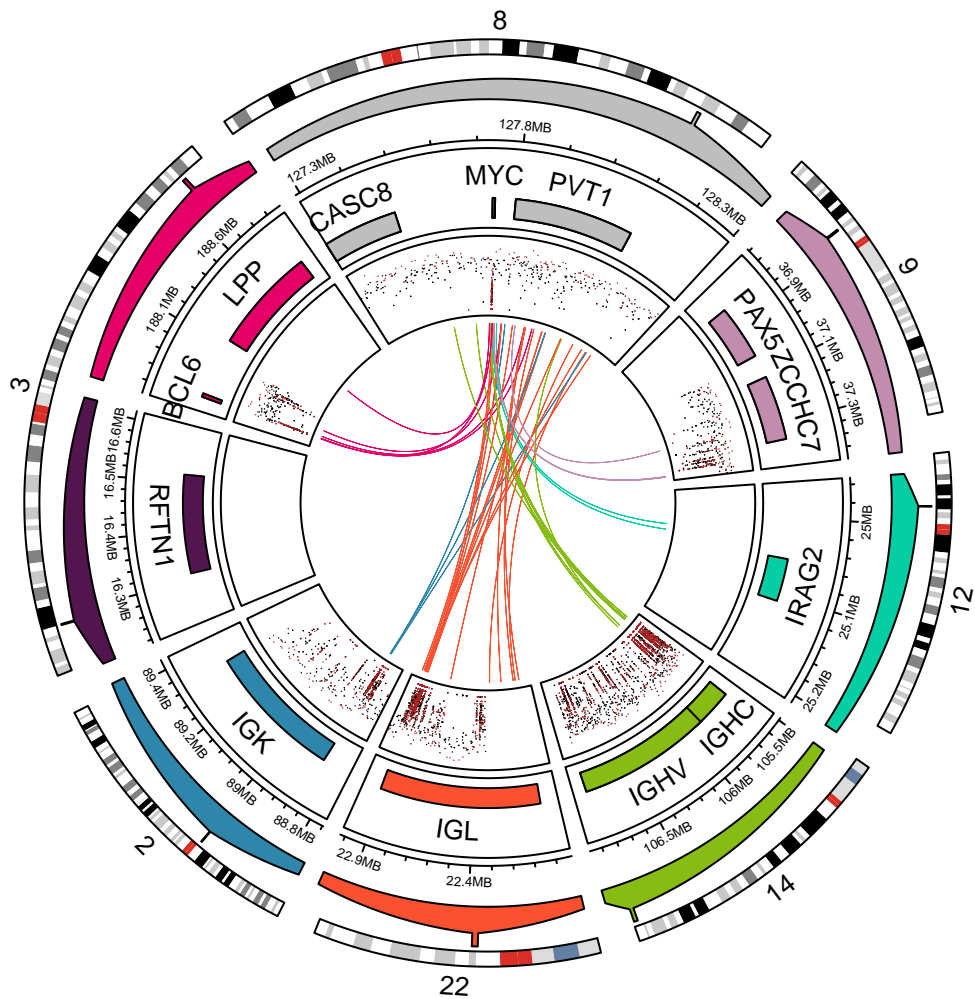 8
127.3MB
127.8MB
128.3MB
CASC8
MYC
PVT1
9
36.9MB
37.1MB
37.3MB
PAX5
ZCCHC7
12
25MB
25.1MB
25.2MB
IRAG2
14
105.5MB
106MB
106.5MB
IGHC
IGHV
22
22.4MB
22.9MB
IGL
2
88.8MB
89MB
89.2MB
89.4MB
IGK
3
16.3MB
16.4MB
16.5MB
16.6MB
RFTN1
188.1MB
188.6MB
BCL6
LPP